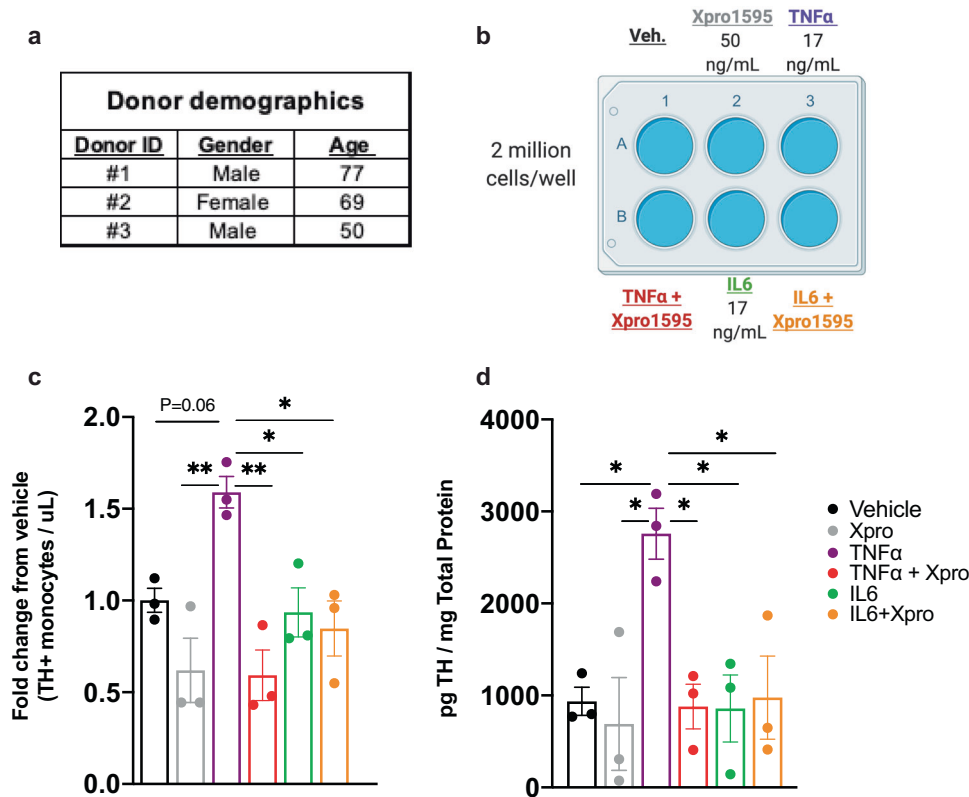 a
Donor demographics
Donor ID Gender Age
#1 Male 77
#2 Female 69
#3 Male 50
b
Veh.
Xpro1595
50
ng/mL
TNFα
17
ng/mL
2 million
cells/well
1 2 3
A
B
TNFα +
Xpro1595
IL6
17
ng/mL
IL6 +
Xpro1595
c
Fold change from vehicle
(TH+ monocytes / uL)
2.0
1.5
1.0
0.5
0.0
P=0.06
*
*
** **
d
pg TH / mg Total Protein
4000
3000
2000
1000
0
*
* *
* *
Vehicle
Xpro
TNFα
TNFα + Xpro
IL6
IL6+Xpro